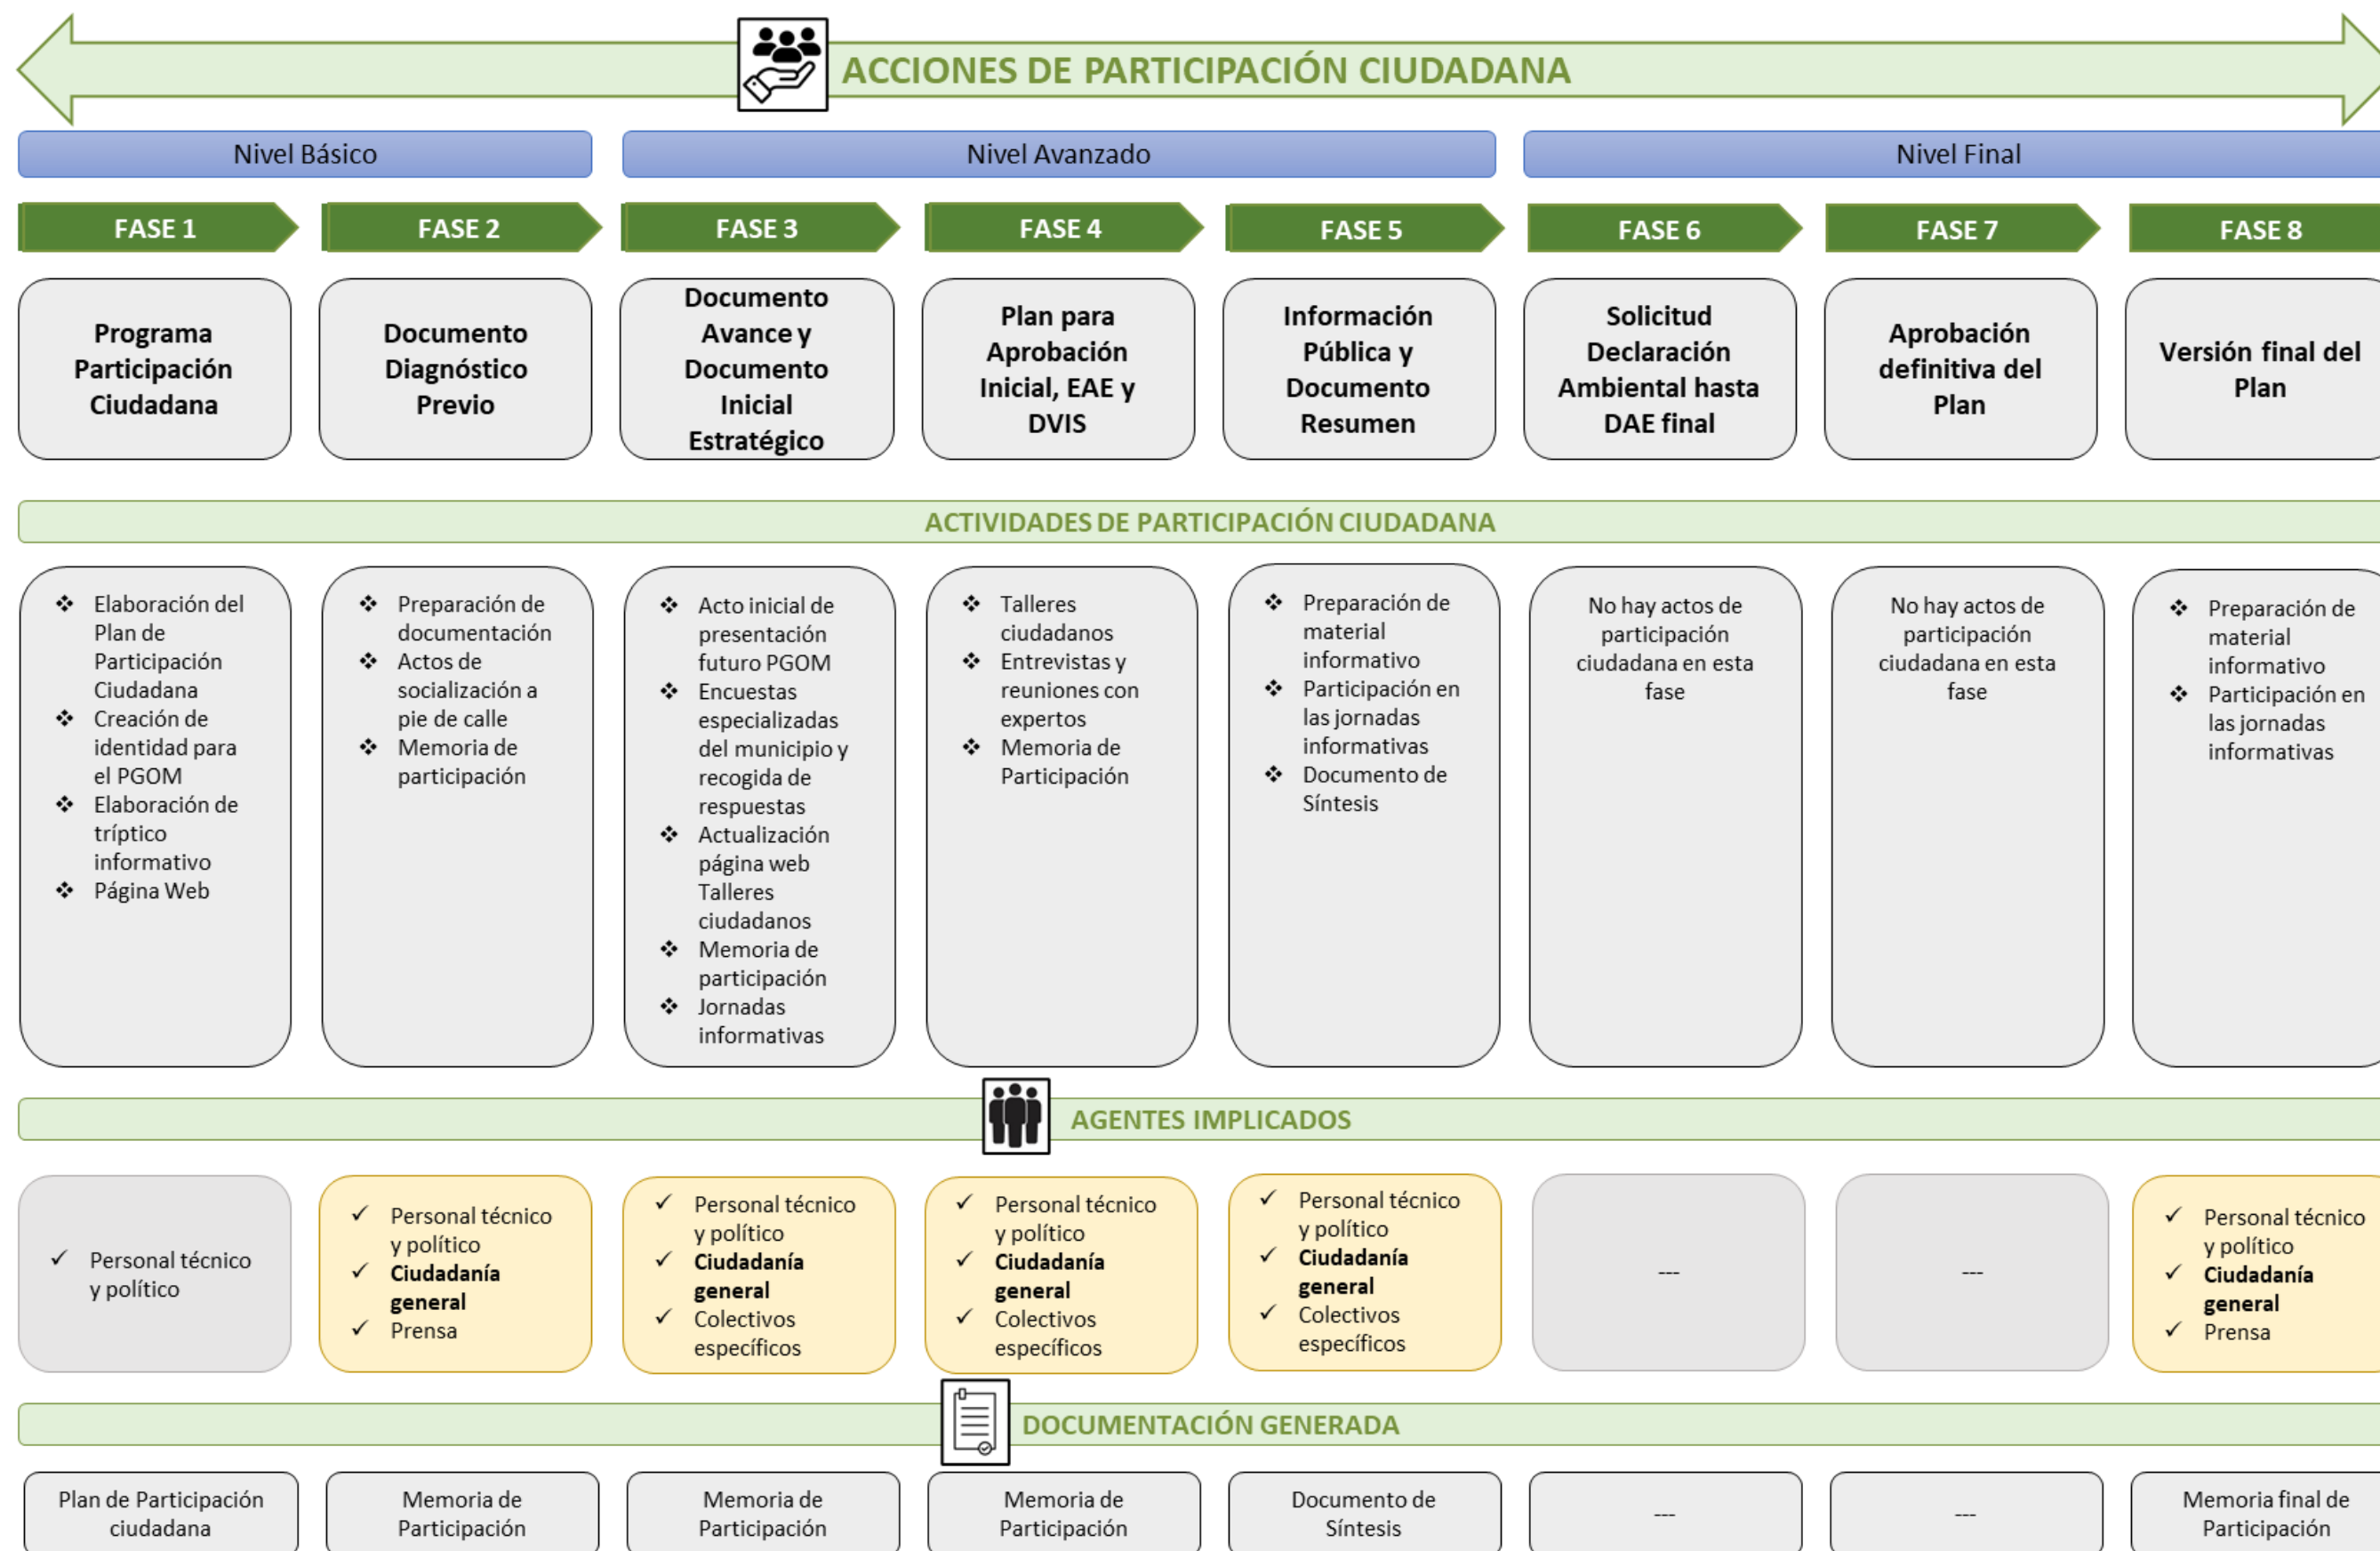 ACCIONES DE PARTICIPACIÓN CIUDADANA
Nivel Básico
Nivel Avanzado
Nivel Final
FASE 1
FASE 2
FASE 3
FASE 4
FASE 5
FASE 6
FASE 7
FASE 8
Programa
Participación
Ciudadana
Documento
Diagnóstico
Previo
Documento
Avance y
Documento
Inicial
Estratégico
Plan para
Aprobación
Inicial, EAE y
DVIS
Información
Pública y
Documento
Resumen
Solicitud
Declaración
Ambiental hasta
DAE final
Aprobación
definitiva del
Plan
Versión final del
Plan
ACTIVIDADES DE PARTICIPACIÓN CIUDADANA
❖ Elaboración del
Plan de
Participación
Ciudadana
❖ Creación de
identidad para
el PGOM
❖ Elaboración de
tríptico
informativo
❖ Página Web
❖ Preparación de
documentación
❖ Actos de
socialización a
pie de calle
❖ Memoria de
participación
❖ Acto inicial de
presentación
futuro PGOM
❖ Encuestas
especializadas
del municipio y
recogida de
respuestas
❖ Actualización
página web
Talleres
ciudadanos
❖ Memoria de
participación
❖ Jornadas
informativas
❖ Talleres
ciudadanos
❖ Entrevistas y
reuniones con
expertos
❖ Memoria de
Participación
❖ Preparación de
material
informativo
❖ Participación en
las jornadas
informativas
❖ Documento de
Síntesis
No hay actos de
participación
ciudadana en esta
fase
No hay actos de
participación
ciudadana en esta
fase
❖ Preparación de
material
informativo
❖ Participación en
las jornadas
informativas
AGENTES IMPLICADOS
✓ Personal técnico
y político
✓ Personal técnico
y político
✓ Ciudadanía
general
✓ Prensa
✓ Personal técnico
y político
✓ Ciudadanía
general
✓ Colectivos
específicos
✓ Personal técnico
y político
✓ Ciudadanía
general
✓ Colectivos
específicos
✓ Personal técnico
y político
✓ Ciudadanía
general
✓ Colectivos
específicos
---
---
✓ Personal técnico
y político
✓ Ciudadanía
general
✓ Prensa
DOCUMENTACIÓN GENERADA
Plan de Participación
ciudadana
Memoria de
Participación
Memoria de
Participación
Memoria de
Participación
Documento de
Síntesis
---
---
Memoria final de
Participación